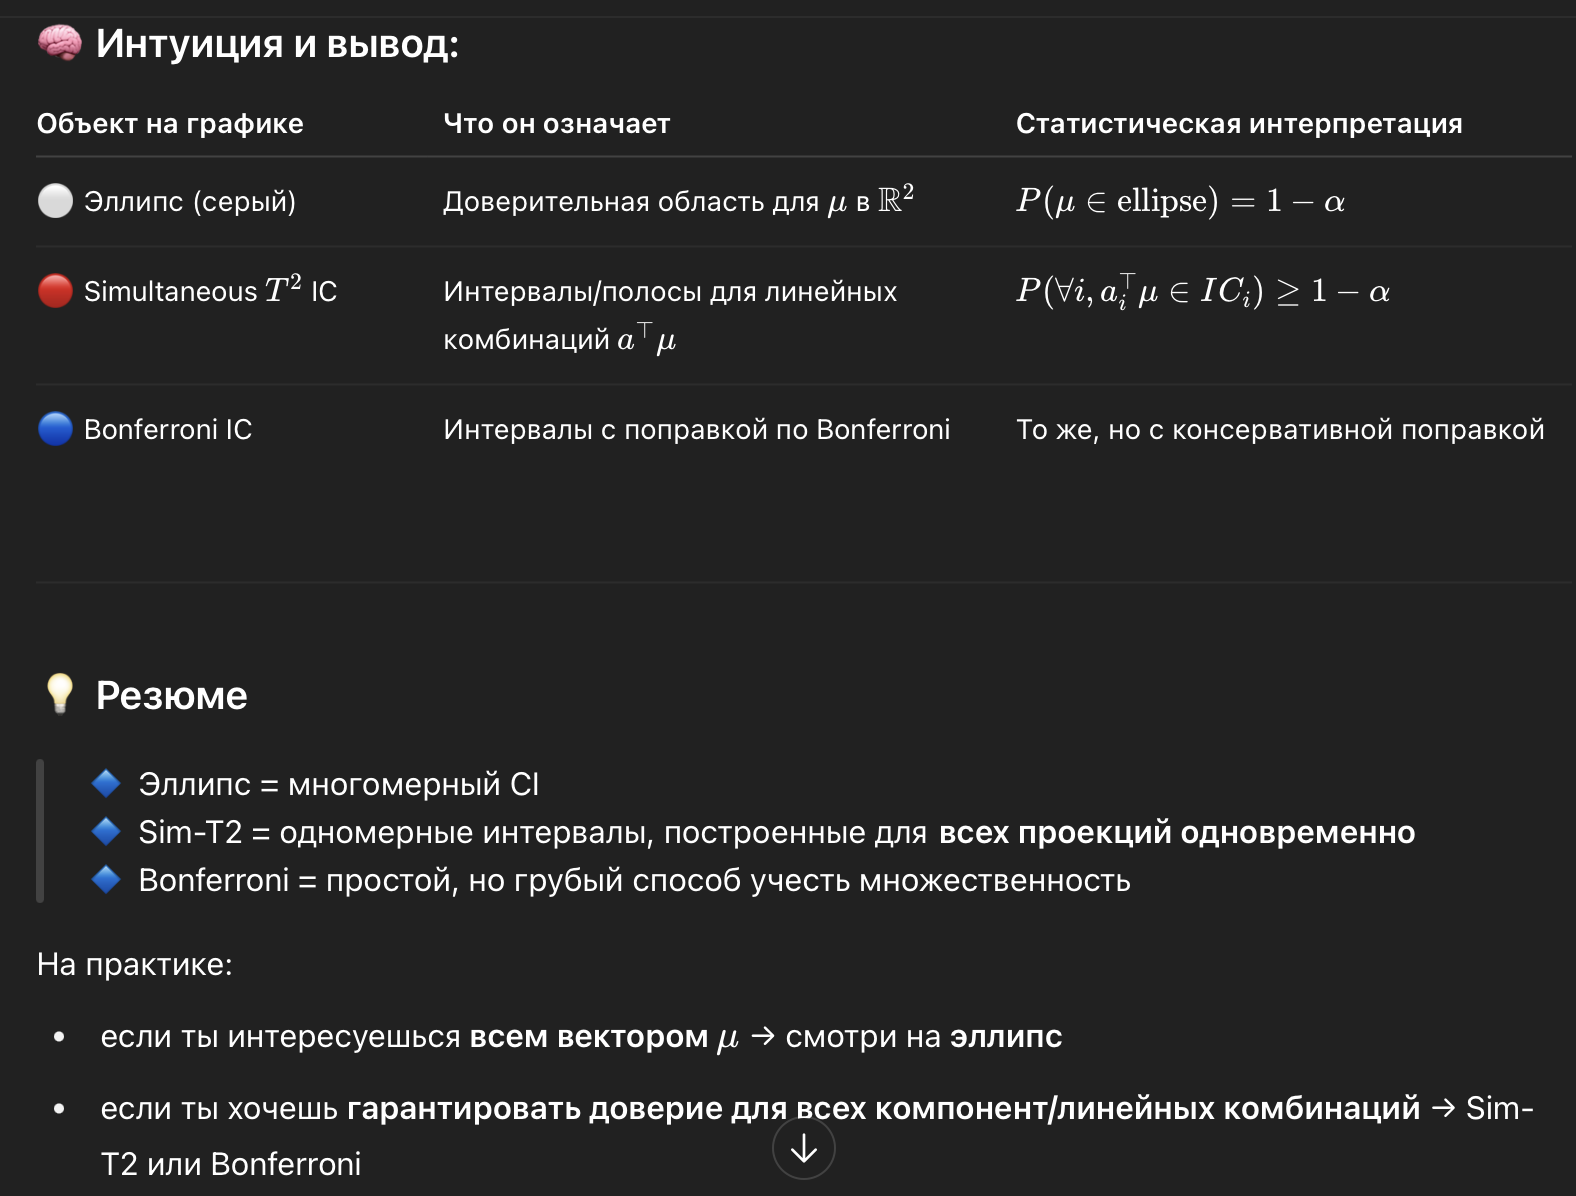 🧠 Интуиция и вывод:
Объект на графике Что он означает Статистическая интерпретация
⚪ Эллипс (серый) Доверительная область для μ в ℝ² P(μ ∈ ellipse) = 1 − α
🔴 Simultaneous T² IC Интервалы/полосы для линейных P(∀i, aᵢ^⊤μ ∈ ICᵢ) ≥ 1 − α
комбинаций a^⊤μ
🔵 Bonferroni IC Интервалы с поправкой по Bonferroni То же, но с консервативной поправкой
💡 Резюме
🔷 Эллипс = многомерный CI
🔷 Sim-T2 = одномерные интервалы, построенные для всех проекций одновременно
🔷 Bonferroni = простой, но грубый способ учесть множественность
На практике:
• если ты интересуешься всем вектором μ → смотри на эллипс
• если ты хочешь гарантировать доверие для всех компонент/линейных комбинаций → Sim-
T2 или Bonferroni